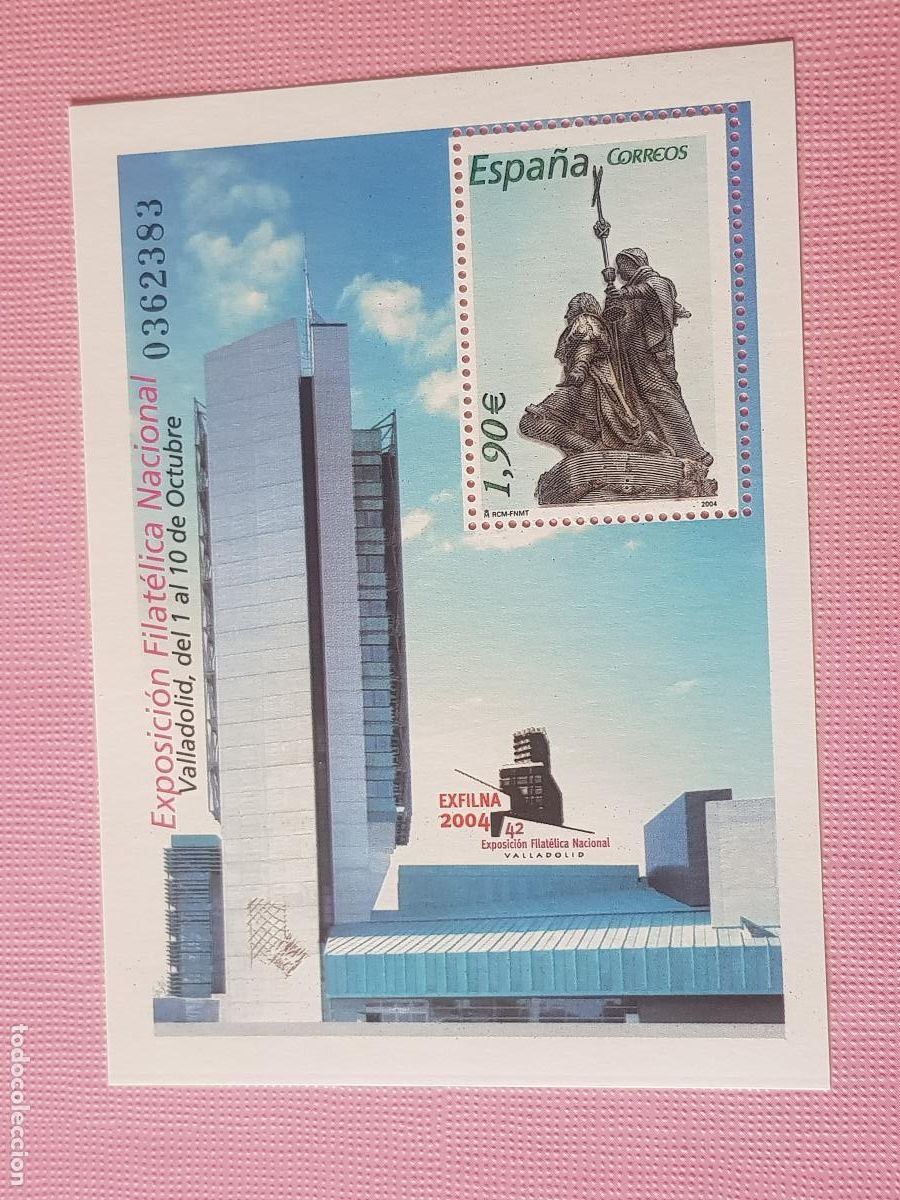 España CORREOS
1,90€
RCM-FNMT
2004
0362383
Exposición Filatélica Nacional
Valladolid, del 1 al 10 de Octubre
EXFILNA
2004
42
Exposición Filatélica Nacional
VALLADOLID
todocoleccion